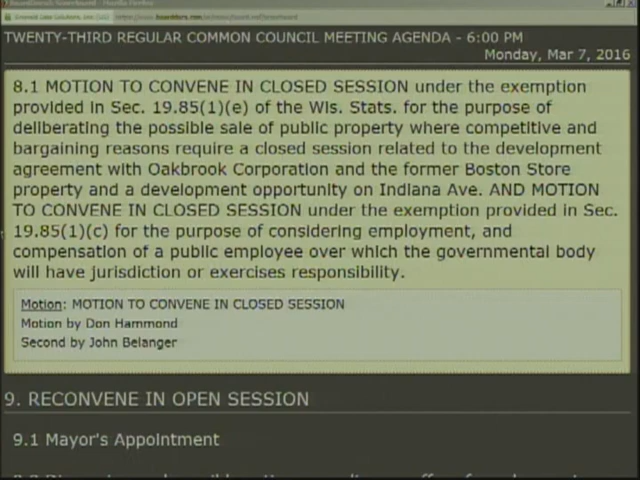 TWENTY-THIRD REGULAR COMMON COUNCIL MEETING AGENDA - 6:00 PM
Monday, Mar 7, 2016
8.1 MOTION TO CONVENE IN CLOSED SESSION under the exemption
provided in Sec. 19.85(1)(e) of the Wis. Stats. for the purpose of
deliberating the possible sale of public property where competitive and
bargaining reasons require a closed session related to the development
agreement with Oakbrook Corporation and the former Boston Store
property and a development opportunity on Indiana Ave. AND MOTION
TO CONVENE IN CLOSED SESSION under the exemption provided in Sec.
19.85(1)(c) for the purpose of considering employment, and
compensation of a public employee over which the governmental body
will have jurisdiction or exercises responsibility.
Motion: MOTION TO CONVENE IN CLOSED SESSION
Motion by Don Hammond
Second by John Belanger
9. RECONVENE IN OPEN SESSION
9.1 Mayor's Appointment